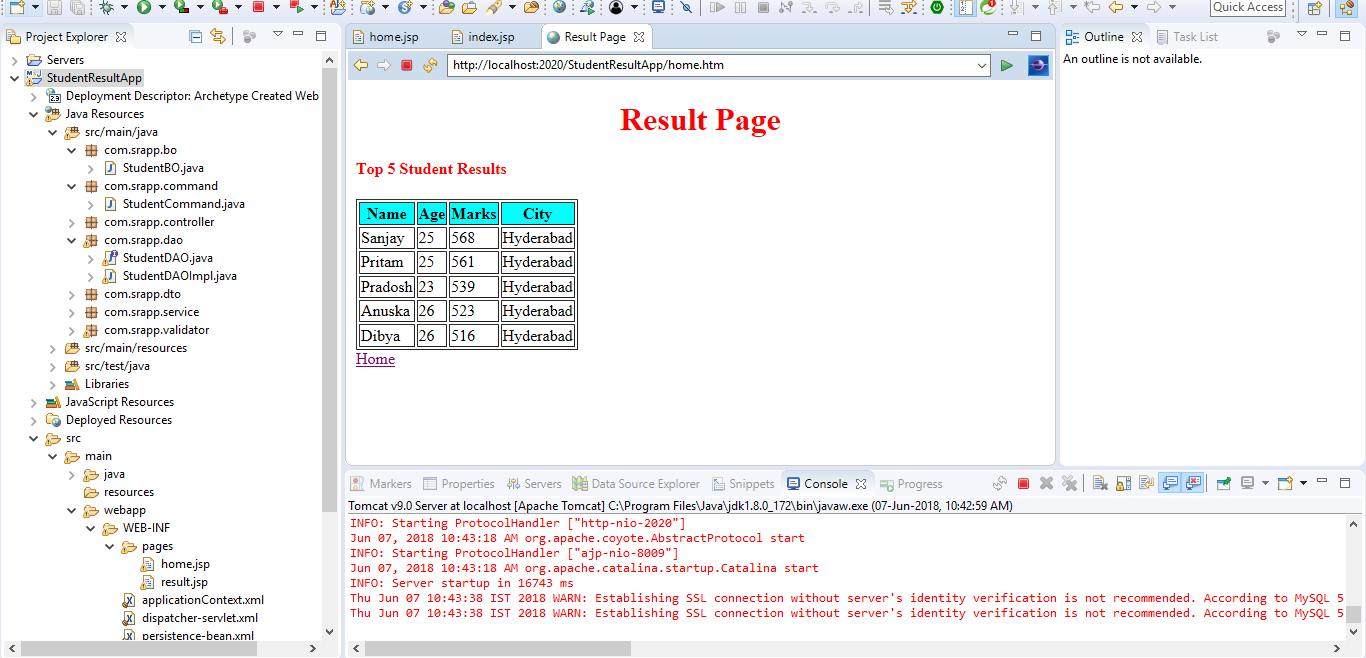 Quick Access
Project Explorer
Servers
StudentResultApp
Deployment Descriptor: Archetype Created Web
Java Resources
src/main/java
com.srapp.bo
StudentBO.java
com.srapp.command
StudentCommand.java
com.srapp.controller
com.srapp.dao
StudentDAO.java
StudentDAOImpl.java
com.srapp.dto
com.srapp.service
com.srapp.validator
src/main/resources
src/test/java
Libraries
JavaScript Resources
Deployed Resources
src
main
java
resources
webapp
WEB-INF
pages
home.jsp
result.jsp
applicationContext.xml
dispatcher-servlet.xml
persistence-bean.xml
home.jsp index.jsp Result Page
http://localhost:2020/StudentResultApp/home.htm
Result Page
Top 5 Student Results
Name Age Marks City
Sanjay 25 568 Hyderabad
Pritam 25 561 Hyderabad
Pradosh 23 539 Hyderabad
Anuska 26 523 Hyderabad
Dibya 26 516 Hyderabad
Home
Outline Task List
An outline is not available.
Markers Properties Servers Data Source Explorer Snippets Console Progress
Tomcat v9.0 Server at localhost [Apache Tomcat] C:\Program Files\Java\jdk1.8.0_172\bin\javaw.exe (07-Jun-2018, 10:42:59 AM)
INFO: Starting ProtocolHandler ["http-nio-2020"]
Jun 07, 2018 10:43:18 AM org.apache.coyote.AbstractProtocol start
INFO: Starting ProtocolHandler ["ajp-nio-8009"]
Jun 07, 2018 10:43:18 AM org.apache.catalina.startup.Catalina start
INFO: Server startup in 16743 ms
Thu Jun 07 10:43:38 IST 2018 WARN: Establishing SSL connection without server's identity verification is not recommended. According to MySQL 5
Thu Jun 07 10:43:38 IST 2018 WARN: Establishing SSL connection without server's identity verification is not recommended. According to MySQL 5